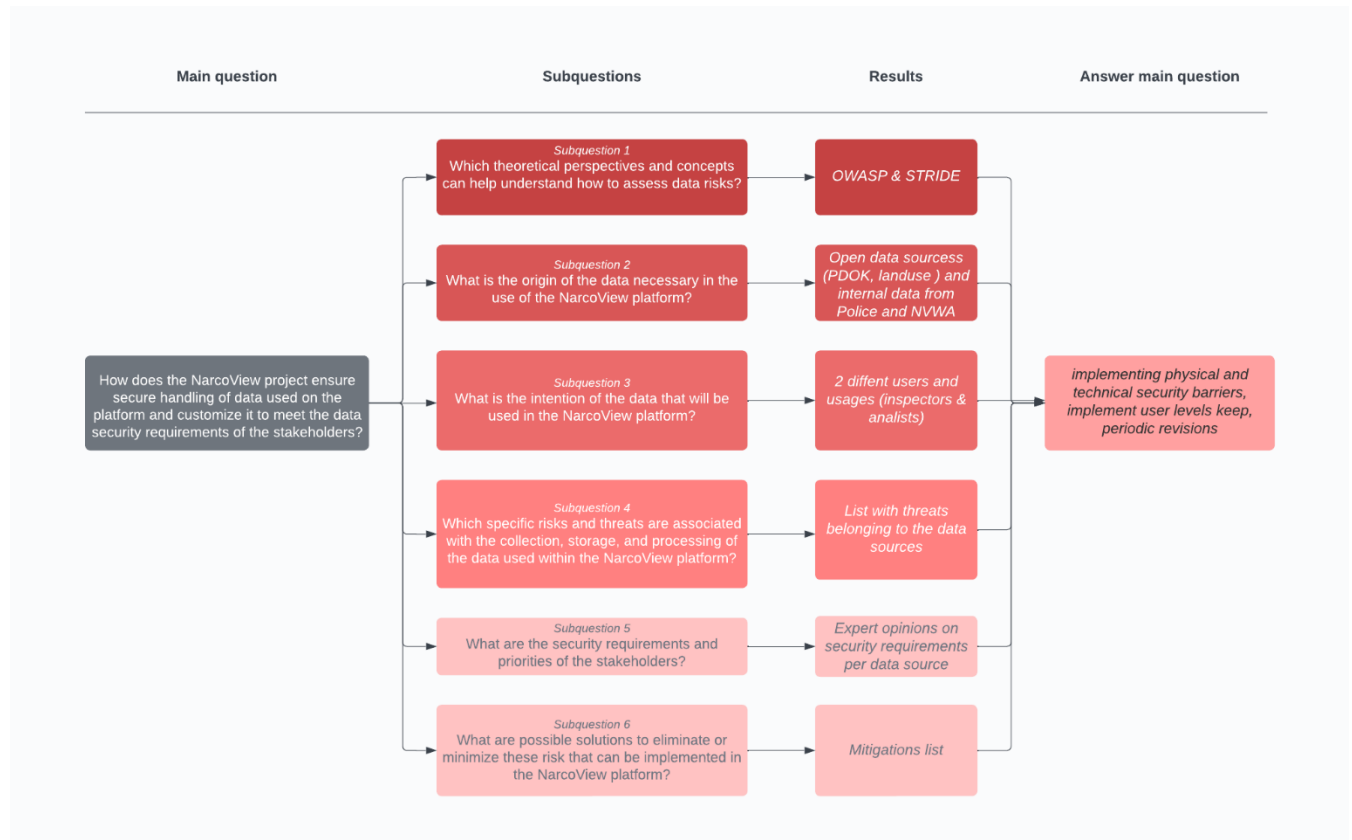 Main question
Subquestions
Results
Answer main question
How does the NarcoView project ensure
secure handling of data used on the
platform and customize it to meet the data
security requirements of the stakeholders?
Subquestion 1
Which theoretical perspectives and concepts
can help understand how to assess data risks?
OWASP & STRIDE
Subquestion 2
What is the origin of the data necessary in the
use of the NarcoView platform?
Open data sourcess
(PDOK, landuse ) and
internal data from
Police and NVWA
Subquestion 3
What is the intention of the data that will be
used in the NarcoView platform?
2 diffent users and
usages (inspectors &
analists)
Subquestion 4
Which specific risks and threats are associated
with the collection, storage, and processing of
the data used within the NarcoView platform?
List with threats
belonging to the data
sources
Subquestion 5
What are the security requirements and
priorities of the stakeholders?
Expert opinions on
security requirements
per data source
Subquestion 6
What are possible solutions to eliminate or
minimize these risk that can be implemented in
the NarcoView platform?
Mitigations list
implementing physical and
technical security barriers,
implement user levels keep,
periodic revisions